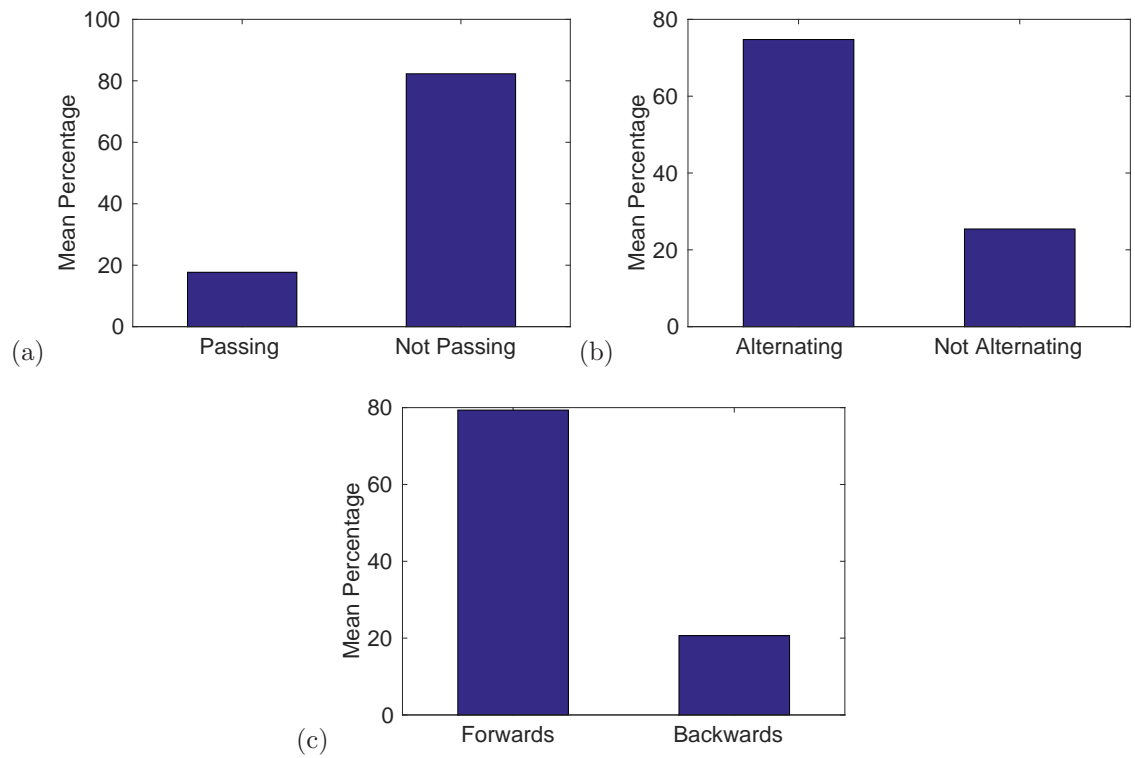 100
80
60
40
20
0
Mean Percentage
Passing Not Passing
(a)
80
60
40
20
0
Mean Percentage
Alternating Not Alternating
(b)
80
60
40
20
0
Mean Percentage
Forwards Backwards
(c)